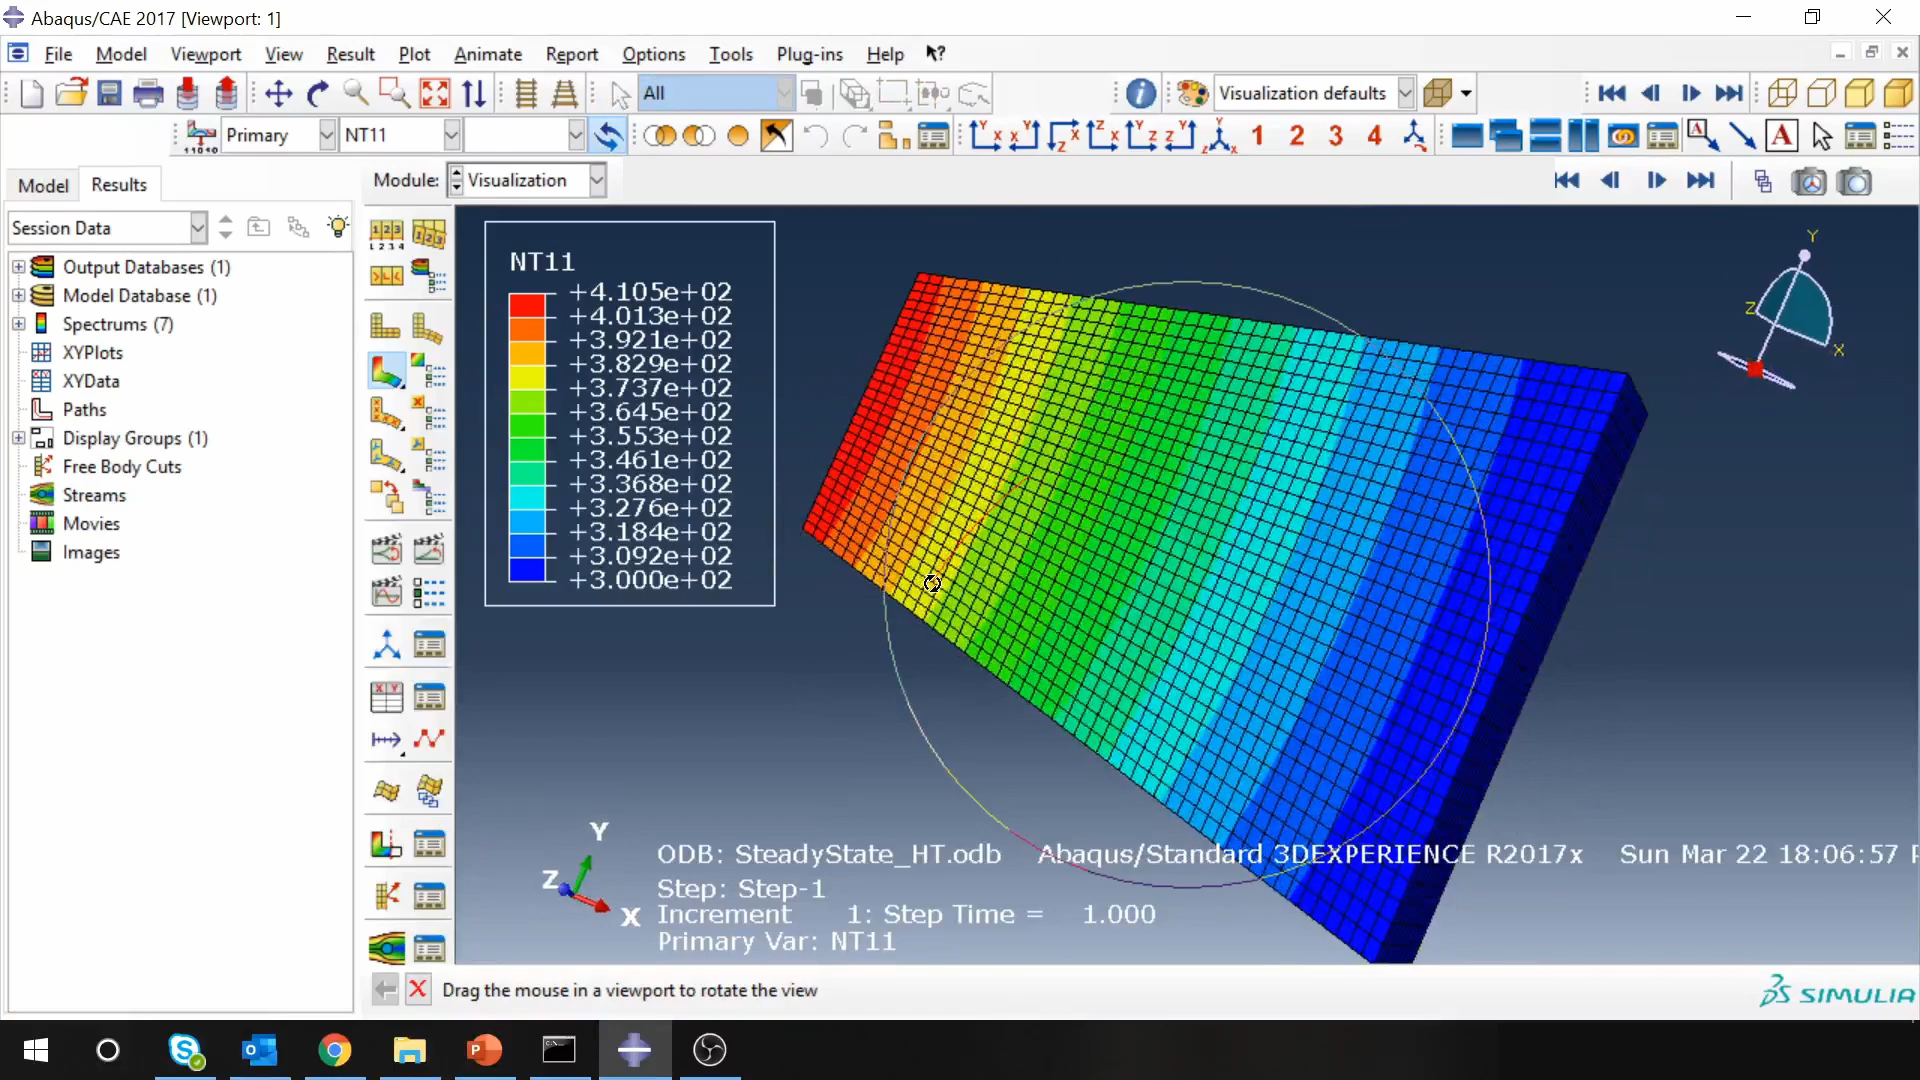 Abaqus/CAE 2017 [Viewport: 1]
File Model Viewport View Result Plot Animate Report Options Tools Plug-ins Help
All
Visualization defaults
Primary NT11
1 2 3 4
Model Results
Module: Visualization
Session Data
Output Databases (1)
Model Database (1)
Spectrums (7)
XYPlots
XYData
Paths
Display Groups (1)
Free Body Cuts
Streams
Movies
Images
NT11
+4.105e+02
+4.013e+02
+3.921e+02
+3.829e+02
+3.737e+02
+3.645e+02
+3.553e+02
+3.461e+02
+3.368e+02
+3.276e+02
+3.184e+02
+3.092e+02
+3.000e+02
Y
Z
X
Y
Z
X
ODB: SteadyState_HT.odb Abaqus/Standard 3DEXPERIENCE R2017x Sun Mar 22 18:06:57 P
Step: Step-1
Increment 1: Step Time = 1.000
Primary Var: NT11
Drag the mouse in a viewport to rotate the view
SIMULIA